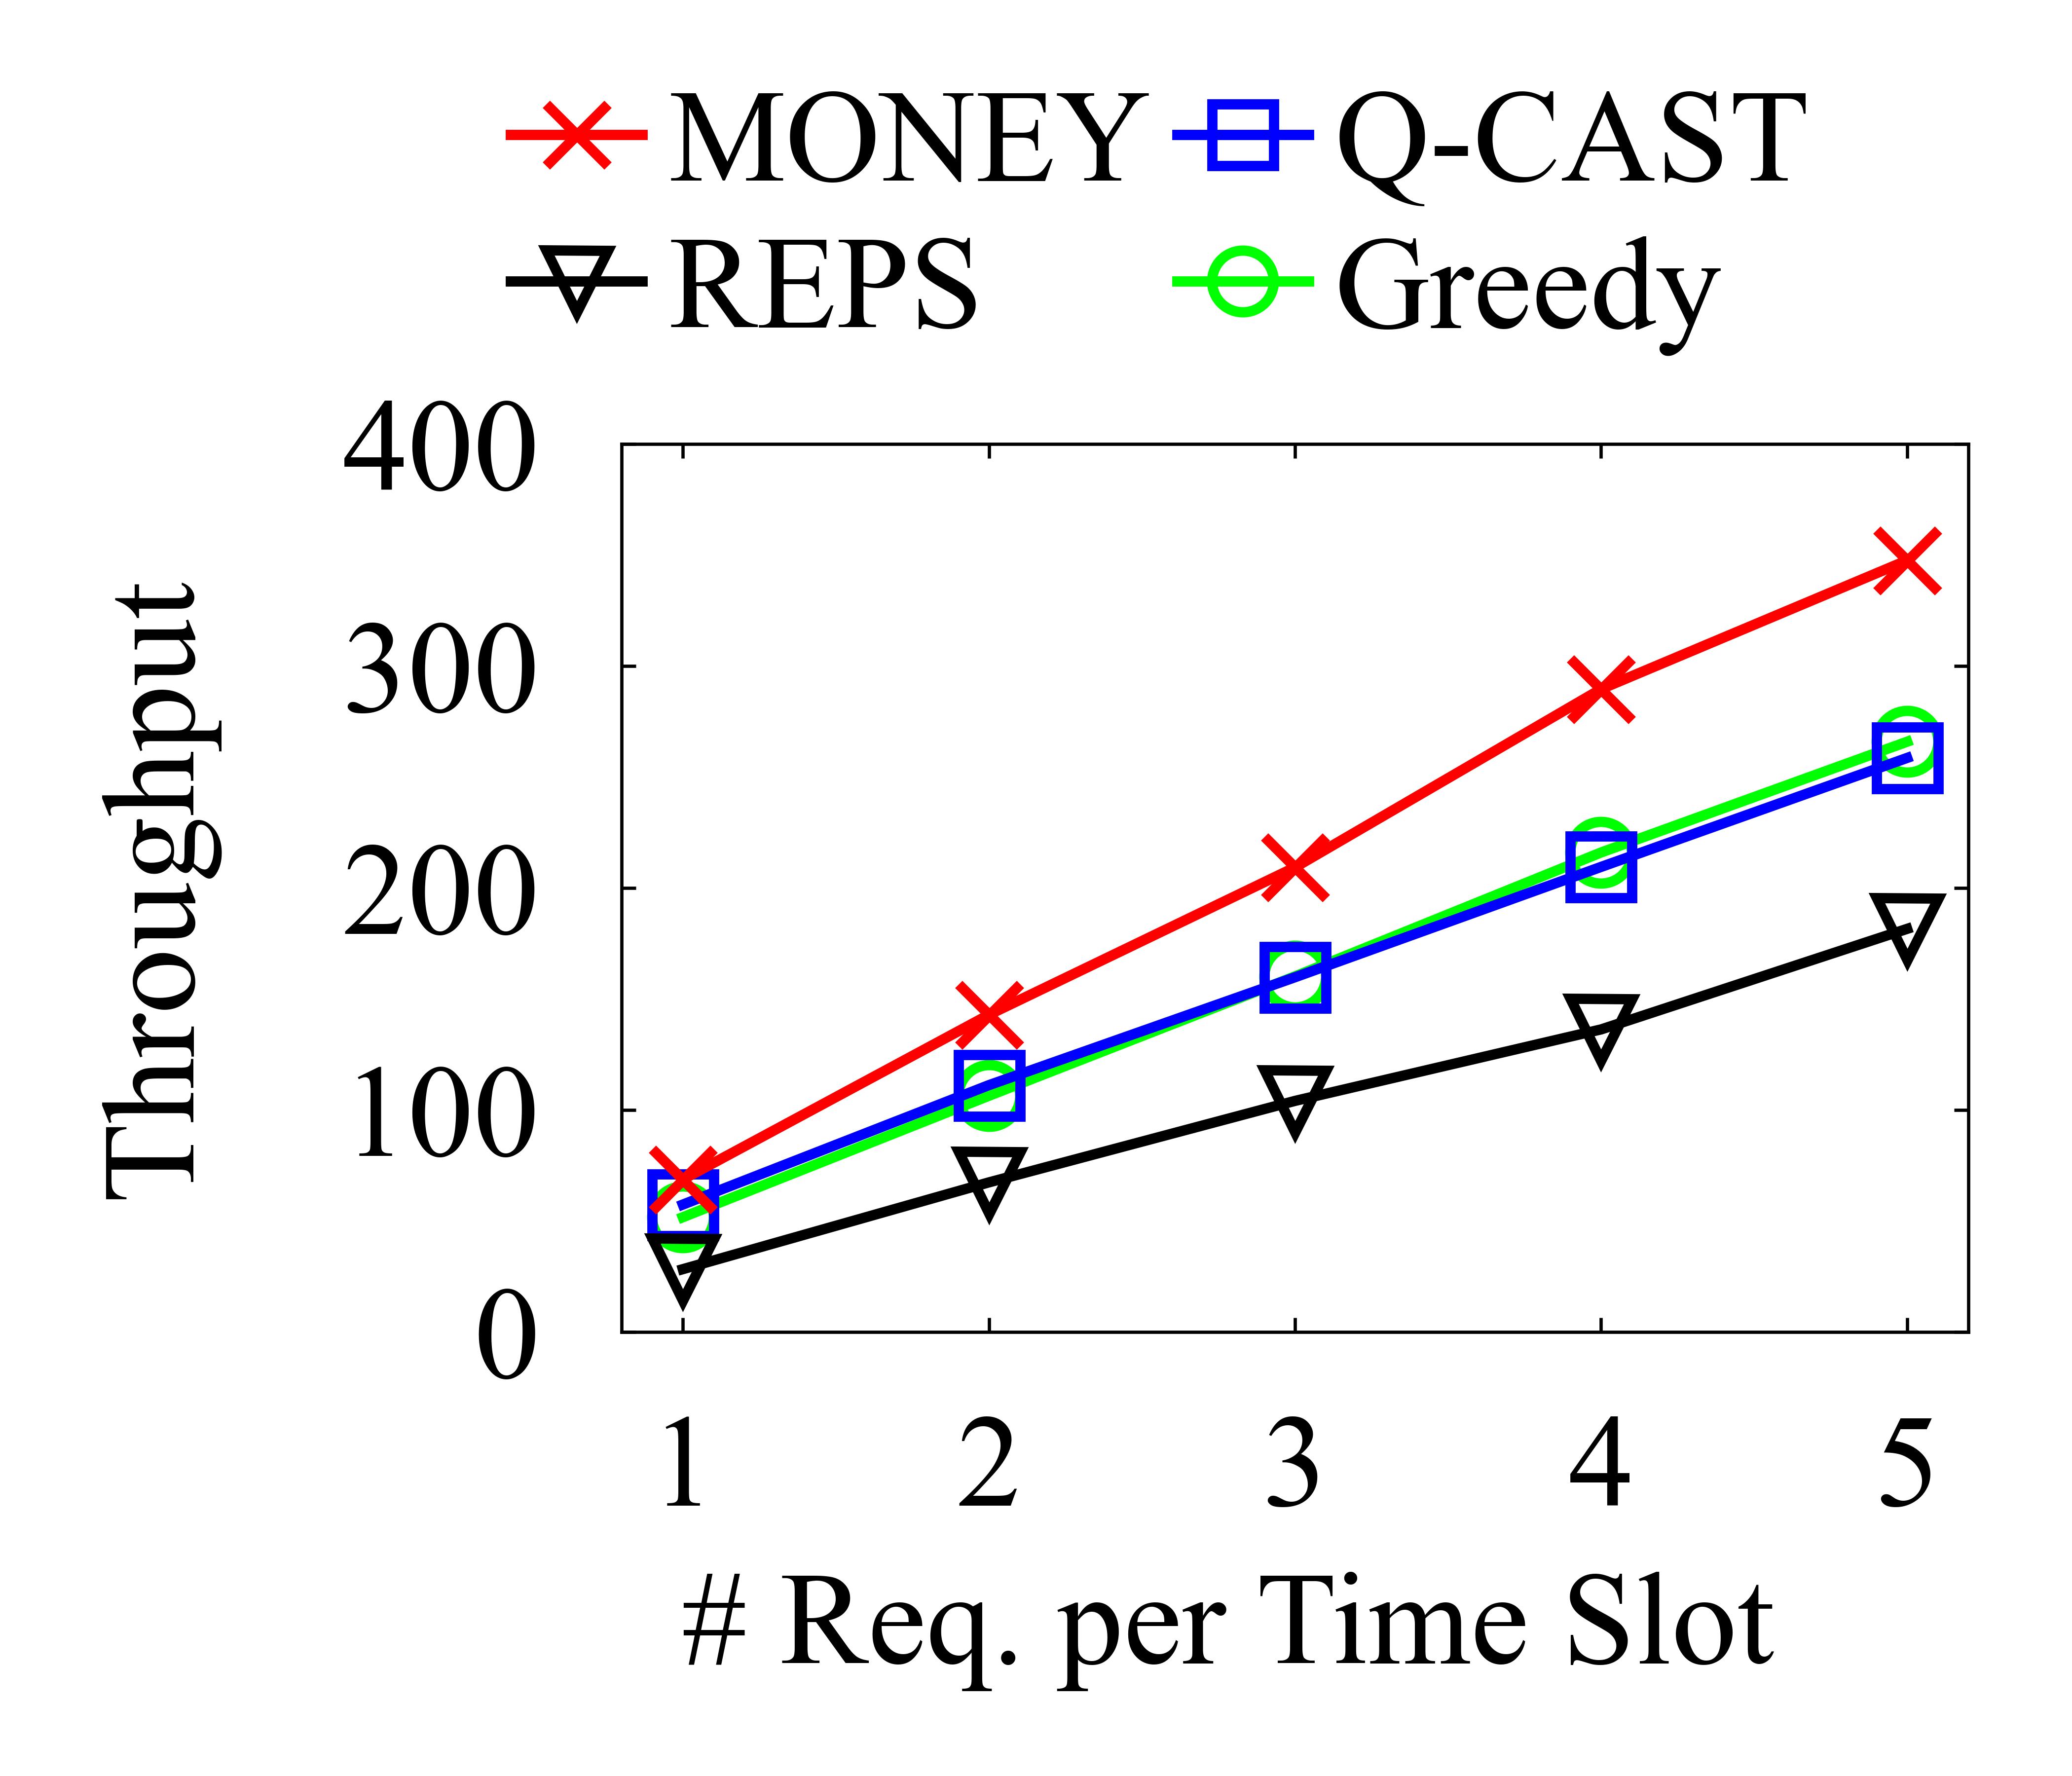 MONEY Q-CAST
REPS Greedy
400
300
200
100
0
Throughput
1 2 3 4 5
# Req. per Time Slot